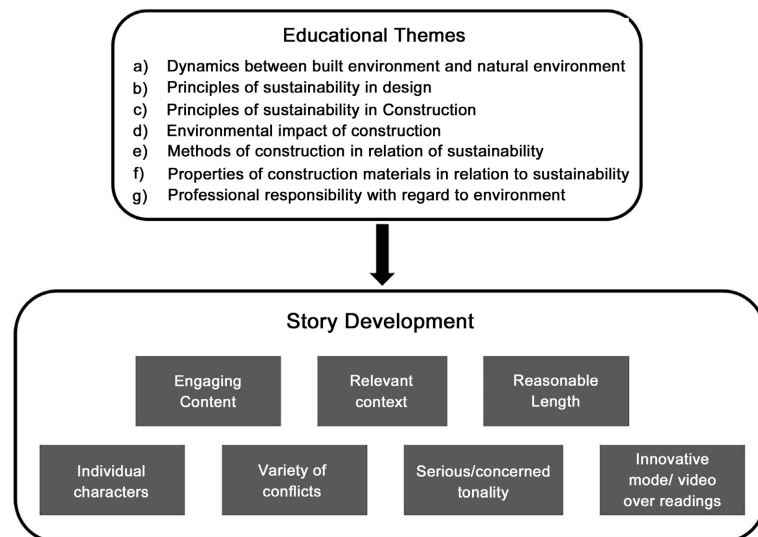 Educational Themes
a) Dynamics between built environment and natural environment
b) Principles of sustainability in design
c) Principles of sustainability in Construction
d) Environmental impact of construction
e) Methods of construction in relation of sustainability
f) Properties of construction materials in relation to sustainability
g) Professional responsibility with regard to environment
Story Development
Engaging
Content
Relevant
context
Reasonable
Length
Individual
characters
Variety of
conflicts
Serious/concerned
tonality
Innovative
mode/ video
over readings